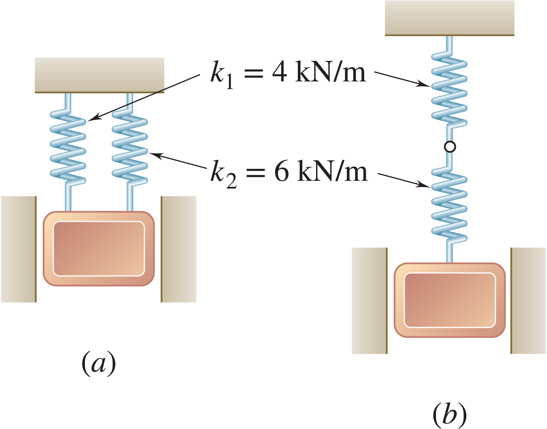 k₁ = 4 kN/m
k₂ = 6 kN/m
(a)
(b)